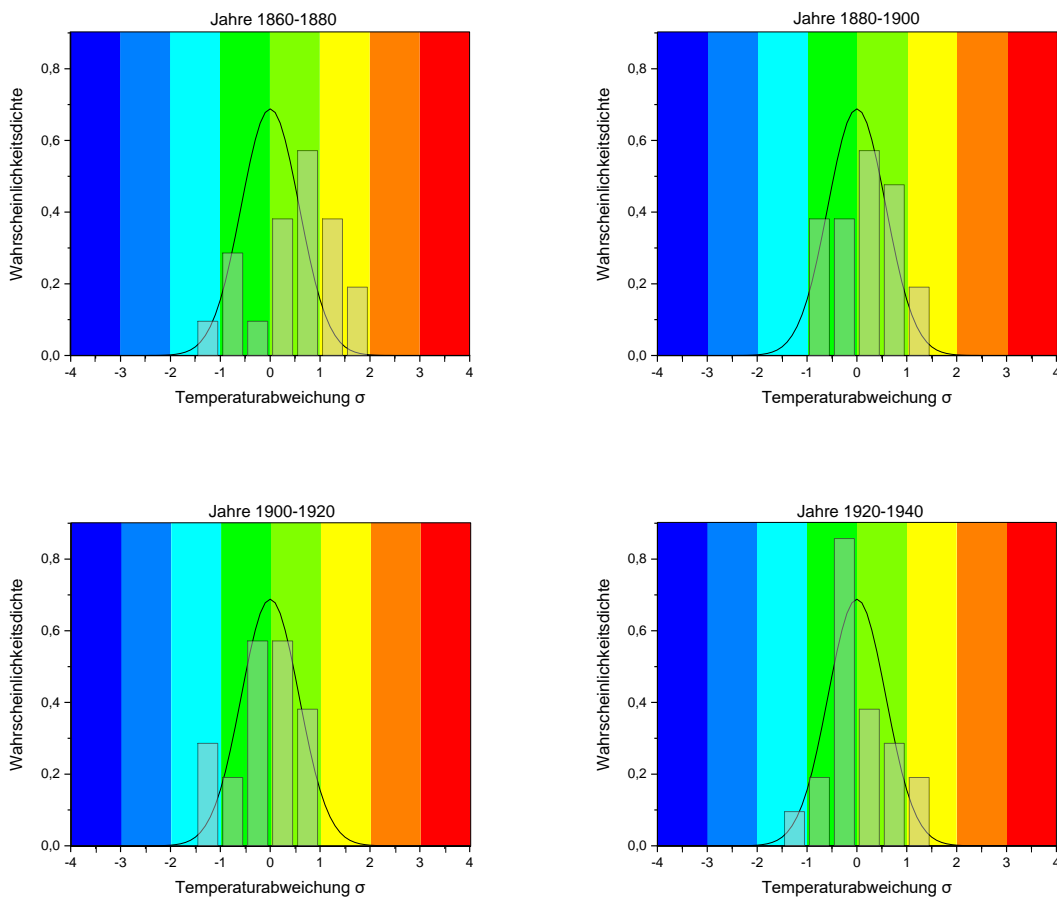 Jahre 1860-1880
Wahrscheinlichkeitsdichte
0,8
0,6
0,4
0,2
0,0
-4 -3 -2 -1 0 1 2 3 4
Temperaturabweichung σ
Jahre 1880-1900
Wahrscheinlichkeitsdichte
0,8
0,6
0,4
0,2
0,0
-4 -3 -2 -1 0 1 2 3 4
Temperaturabweichung σ
Jahre 1900-1920
Wahrscheinlichkeitsdichte
0,8
0,6
0,4
0,2
0,0
-4 -3 -2 -1 0 1 2 3 4
Temperaturabweichung σ
Jahre 1920-1940
Wahrscheinlichkeitsdichte
0,8
0,6
0,4
0,2
0,0
-4 -3 -2 -1 0 1 2 3 4
Temperaturabweichung σ